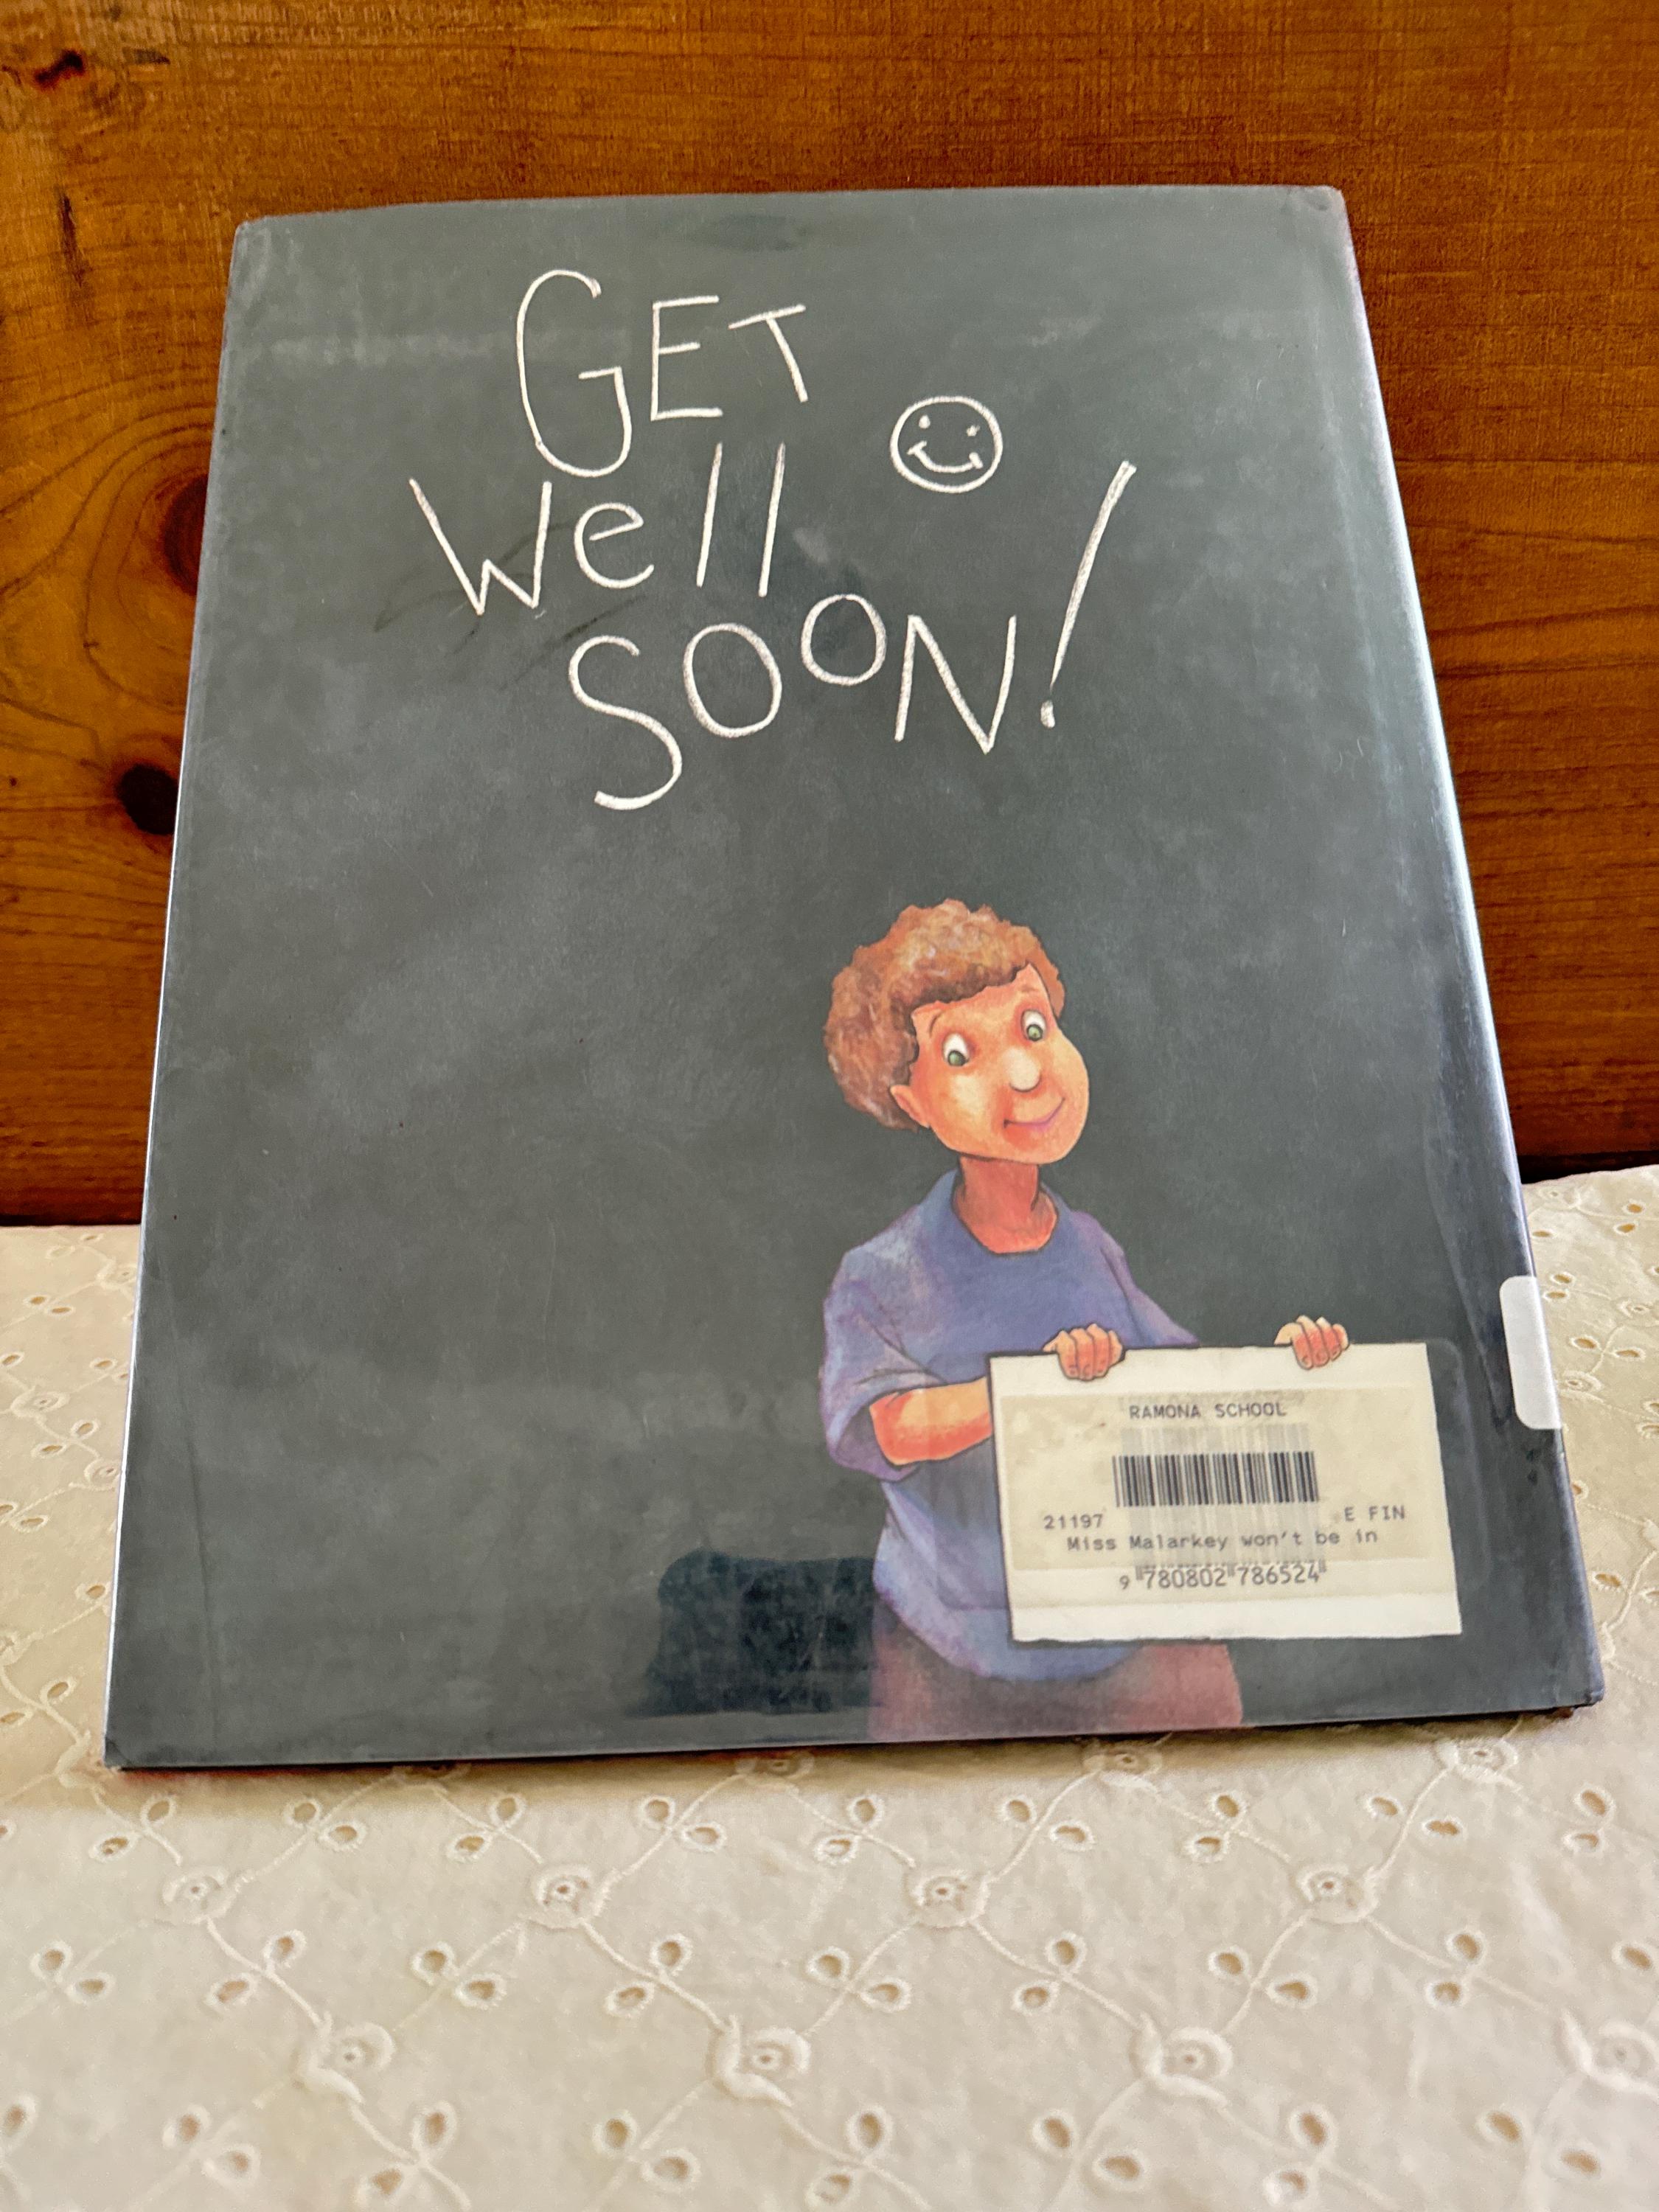 GET
Well
SOON!
RAMONA SCHOOL
21197 E FIN
Miss Malarkey won't be in
9 780802 786524